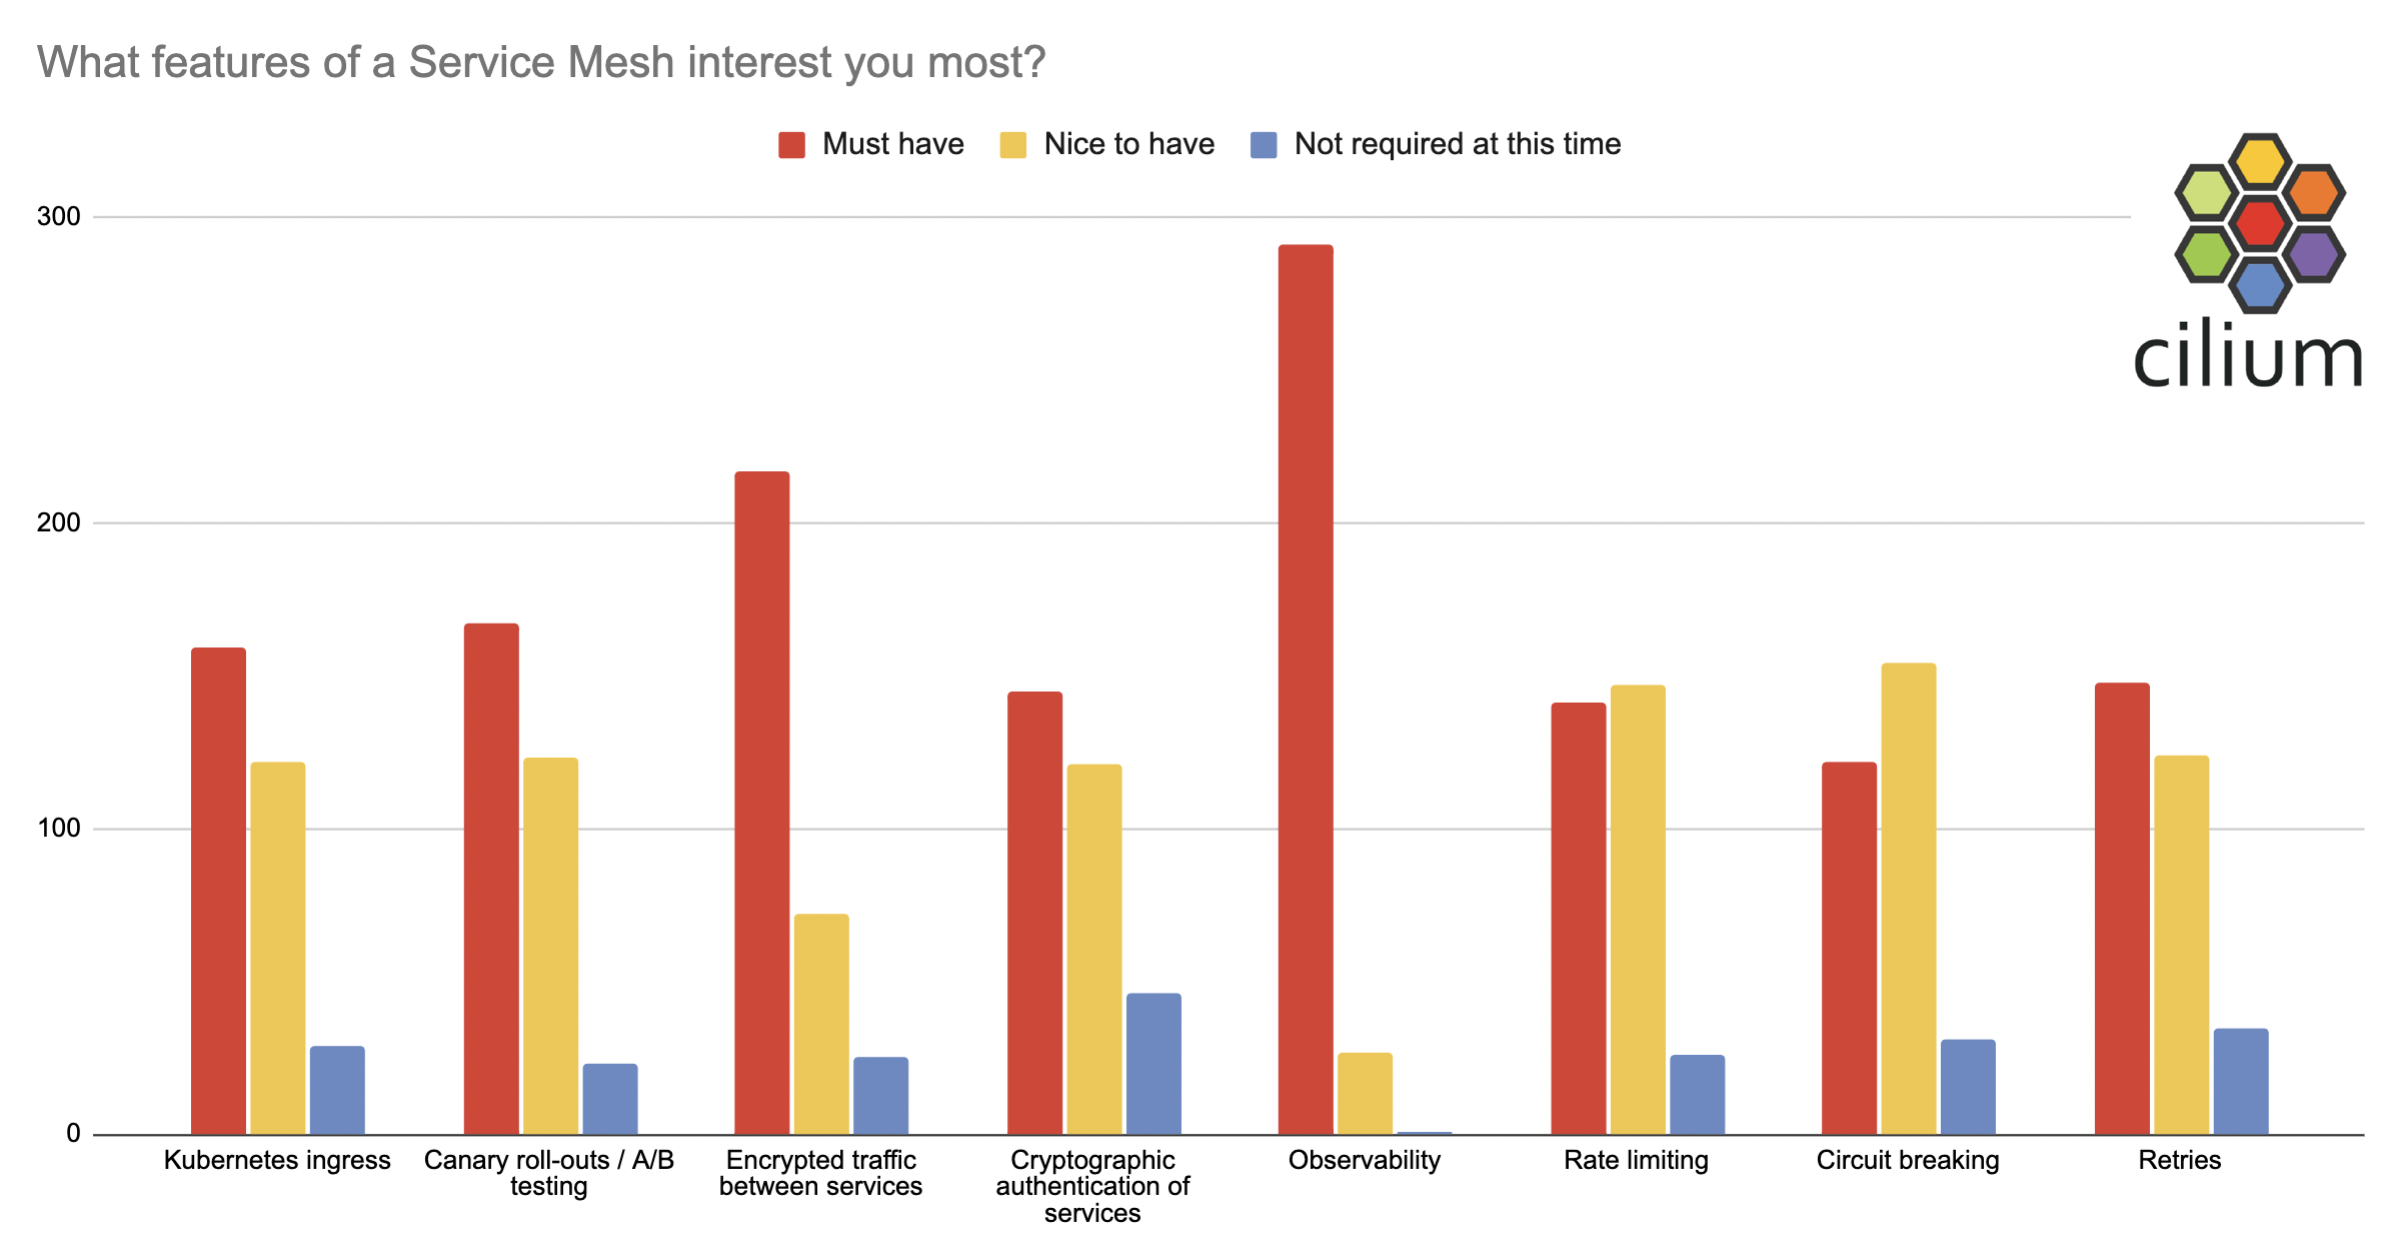 What features of a Service Mesh interest you most?
Must have
Nice to have
Not required at this time
cilium
300
200
100
0
Kubernetes ingress
Canary roll-outs / A/B
testing
Encrypted traffic
between services
Cryptographic
authentication of
services
Observability
Rate limiting
Circuit breaking
Retries